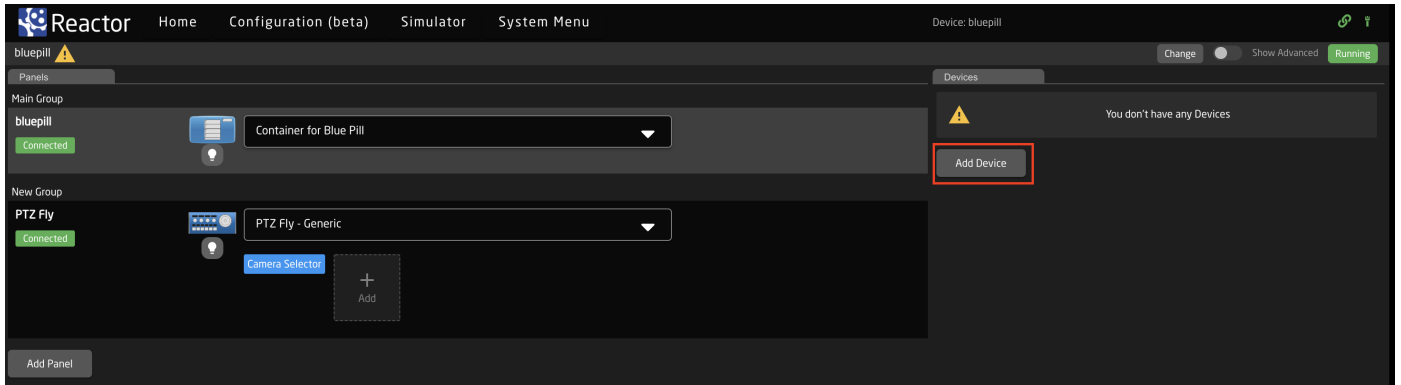 Reactor Home Configuration (beta) Simulator System Menu Device: bluepill
bluepill Change Show Advanced Running
Panels
Main Group
bluepill
Connected
Container for Blue Pill
New Group
PTZ Fly
Connected
PTZ Fly - Generic
Camera Selector
+
Add
Add Panel
Devices
You don't have any Devices
Add Device